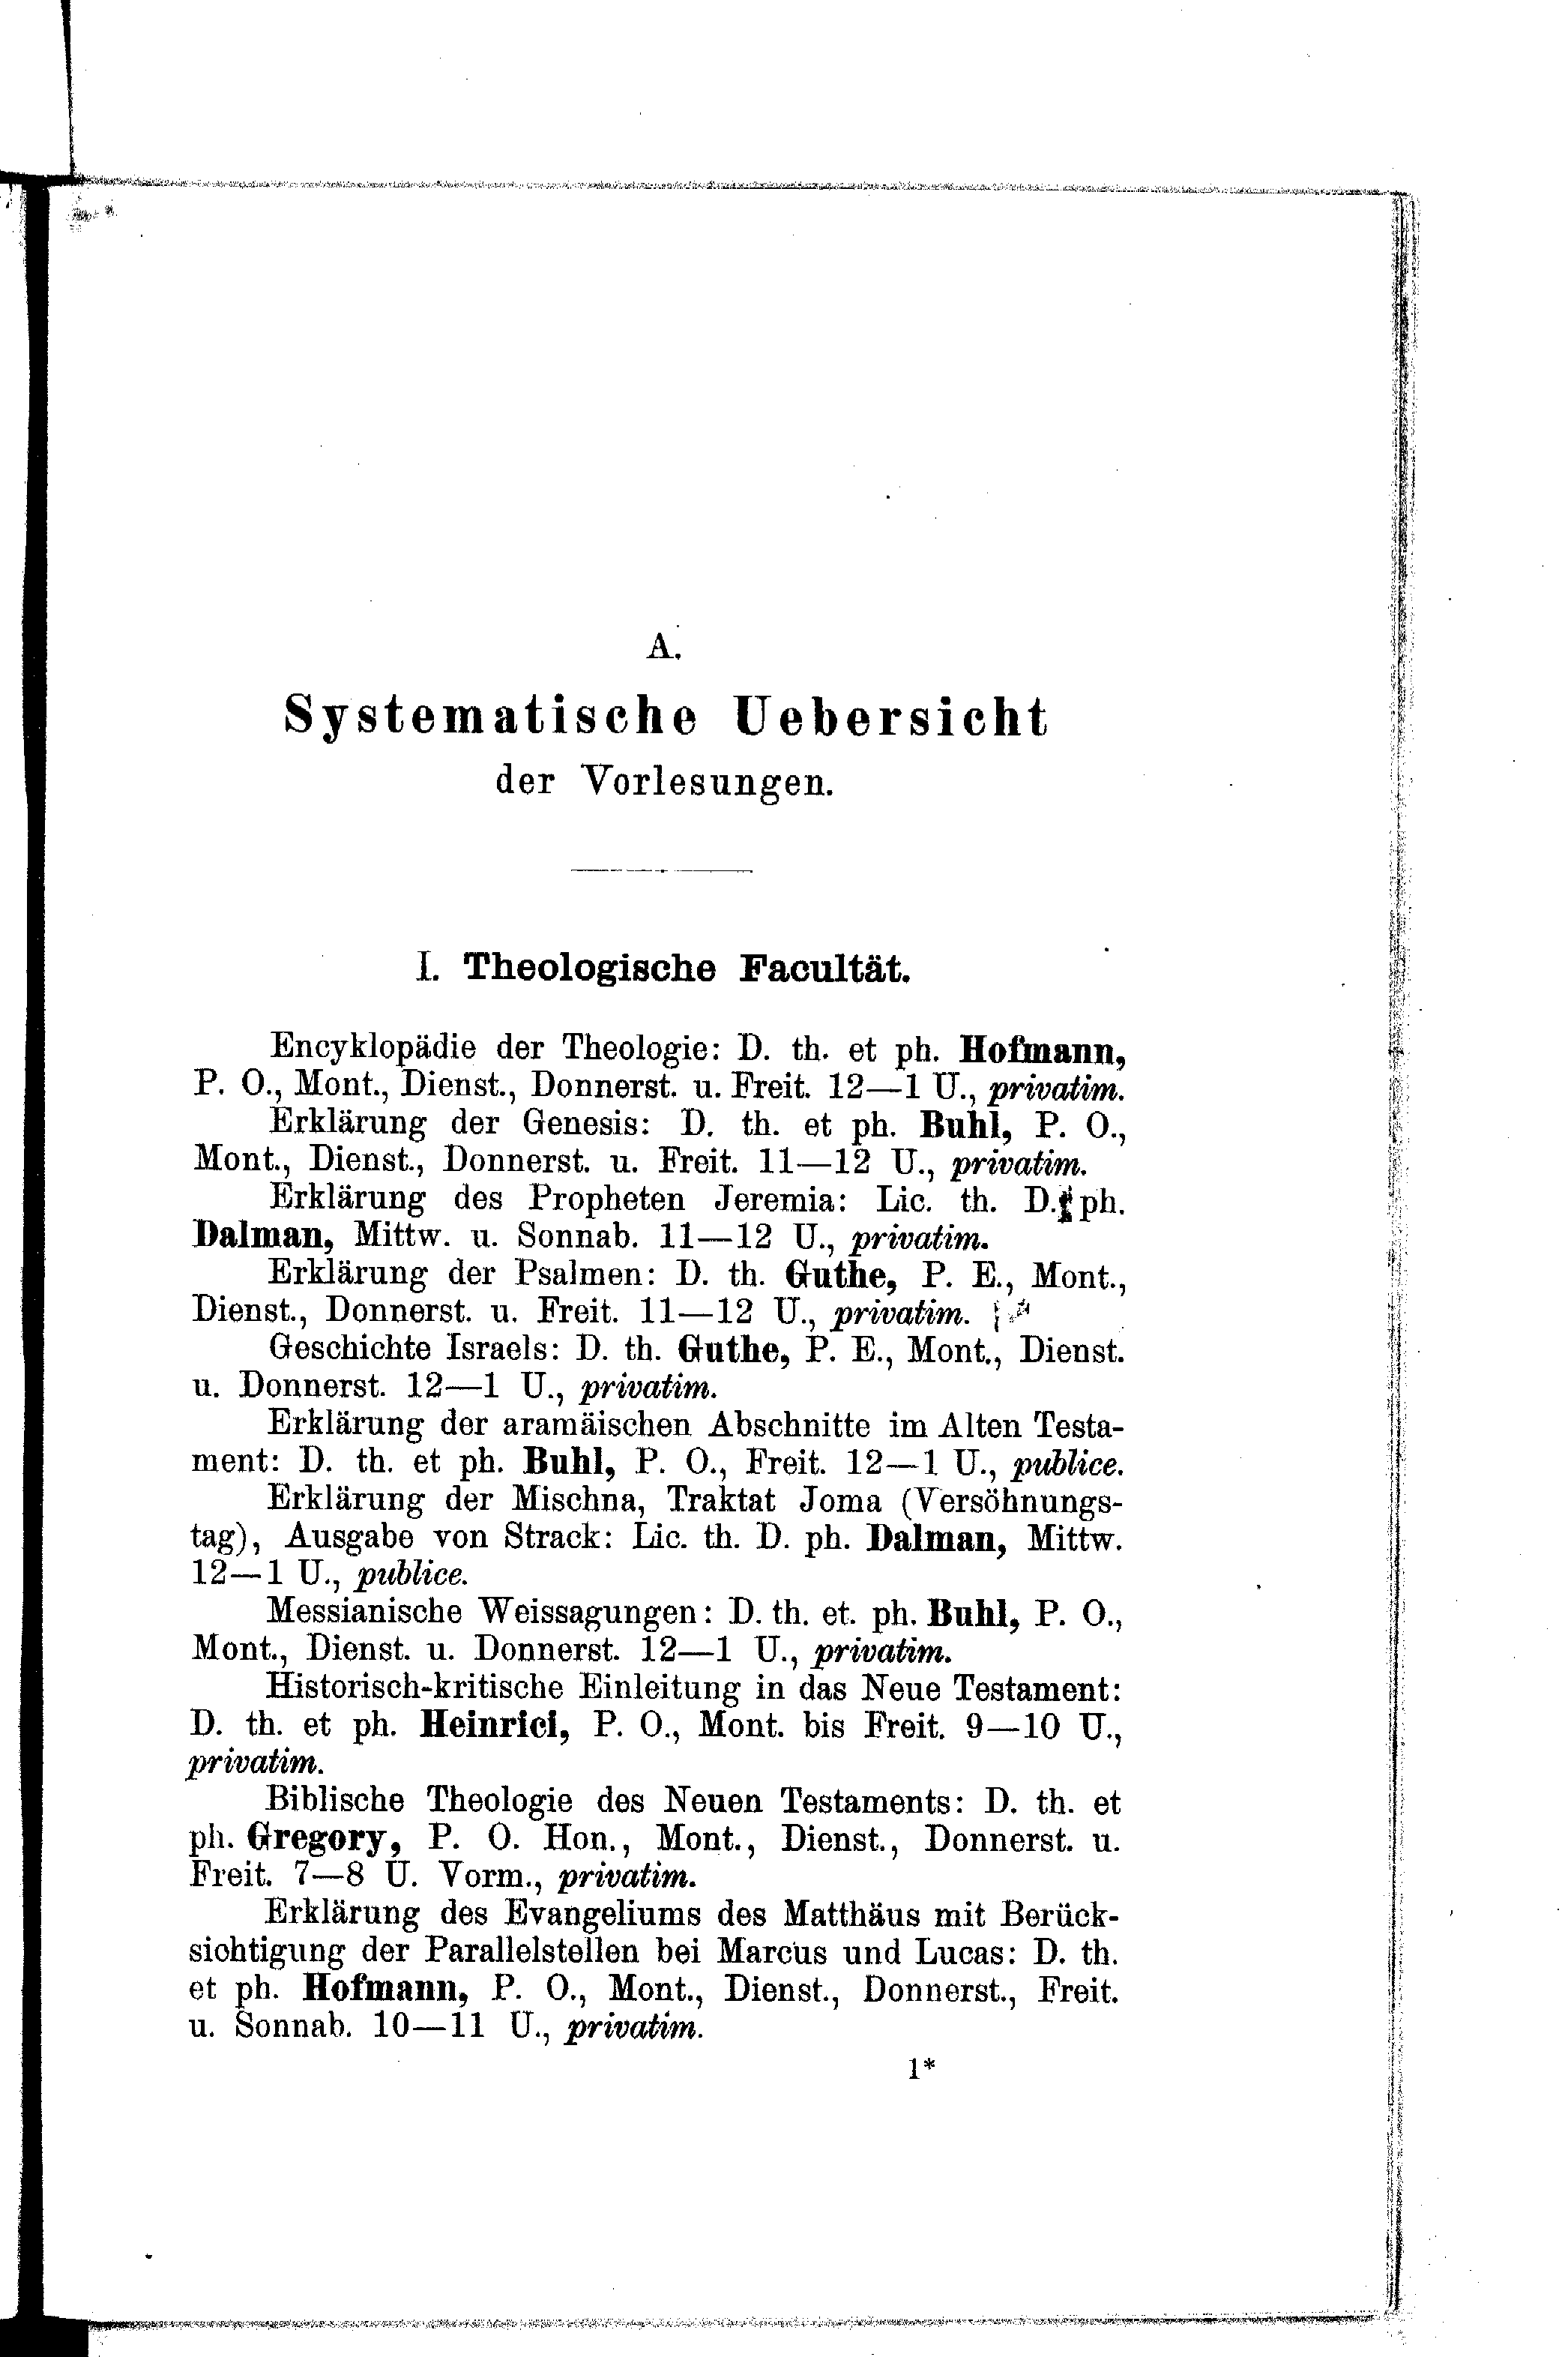 A.
Systematische Uebersicht
der Vorlesungen.
I. Theologische Facultät.
Encyklopädie der Theologie: D. th. et ph. Hofmann,
P. O., Mont., Dienst., Donnerst. u. Freit. 12—1 U., privatim.
Erklärung der Genesis: D. th. et ph. Buhl, P. O.,
Mont., Dienst., Donnerst. u. Freit. 11—12 U., privatim.
Erklärung des Propheten Jeremia: Lic. th. D. ph.
Dalman, Mittw. u. Sonnab. 11—12 U., privatim.
Erklärung der Psalmen: D. th. Guthe, P. E., Mont.,
Dienst., Donnerst. u. Freit. 11—12 U., privatim.
Geschichte Israels: D. th. Guthe, P. E., Mont., Dienst.
u. Donnerst. 12—1 U., privatim.
Erklärung der aramäischen Abschnitte im Alten Testa-
ment: D. th. et ph. Buhl, P. O., Freit. 12—1 U., publice.
Erklärung der Mischna, Traktat Joma (Versöhnungs-
tag), Ausgabe von Strack: Lic. th. D. ph. Dalman, Mittw.
12—1 U., publice.
Messianische Weissagungen: D. th. et. ph. Buhl, P. O.,
Mont., Dienst. u. Donnerst. 12—1 U., privatim.
Historisch-kritische Einleitung in das Neue Testament:
D. th. et ph. Heinrici, P. O., Mont. bis Freit. 9—10 U.,
privatim.
Biblische Theologie des Neuen Testaments: D. th. et
ph. Gregory, P. O. Hon., Mont., Dienst., Donnerst. u.
Freit. 7—8 U. Vorm., privatim.
Erklärung des Evangeliums des Matthäus mit Berück-
sichtigung der Parallelstellen bei Marcus und Lucas: D. th.
et ph. Hofmann, P. O., Mont., Dienst., Donnerst., Freit.
u. Sonnab. 10—11 U., privatim.
1*